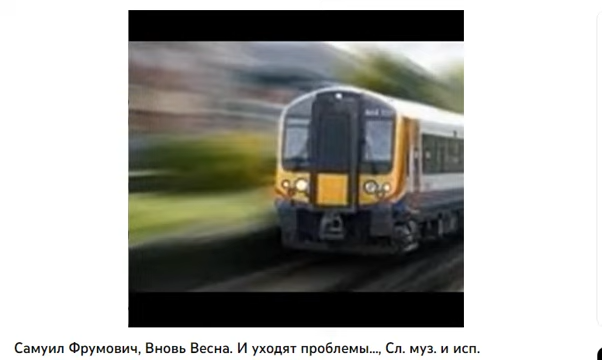 Самуил Фрумович, Вновь Весна. И уходят проблемы..., Сл. муз. и исп.